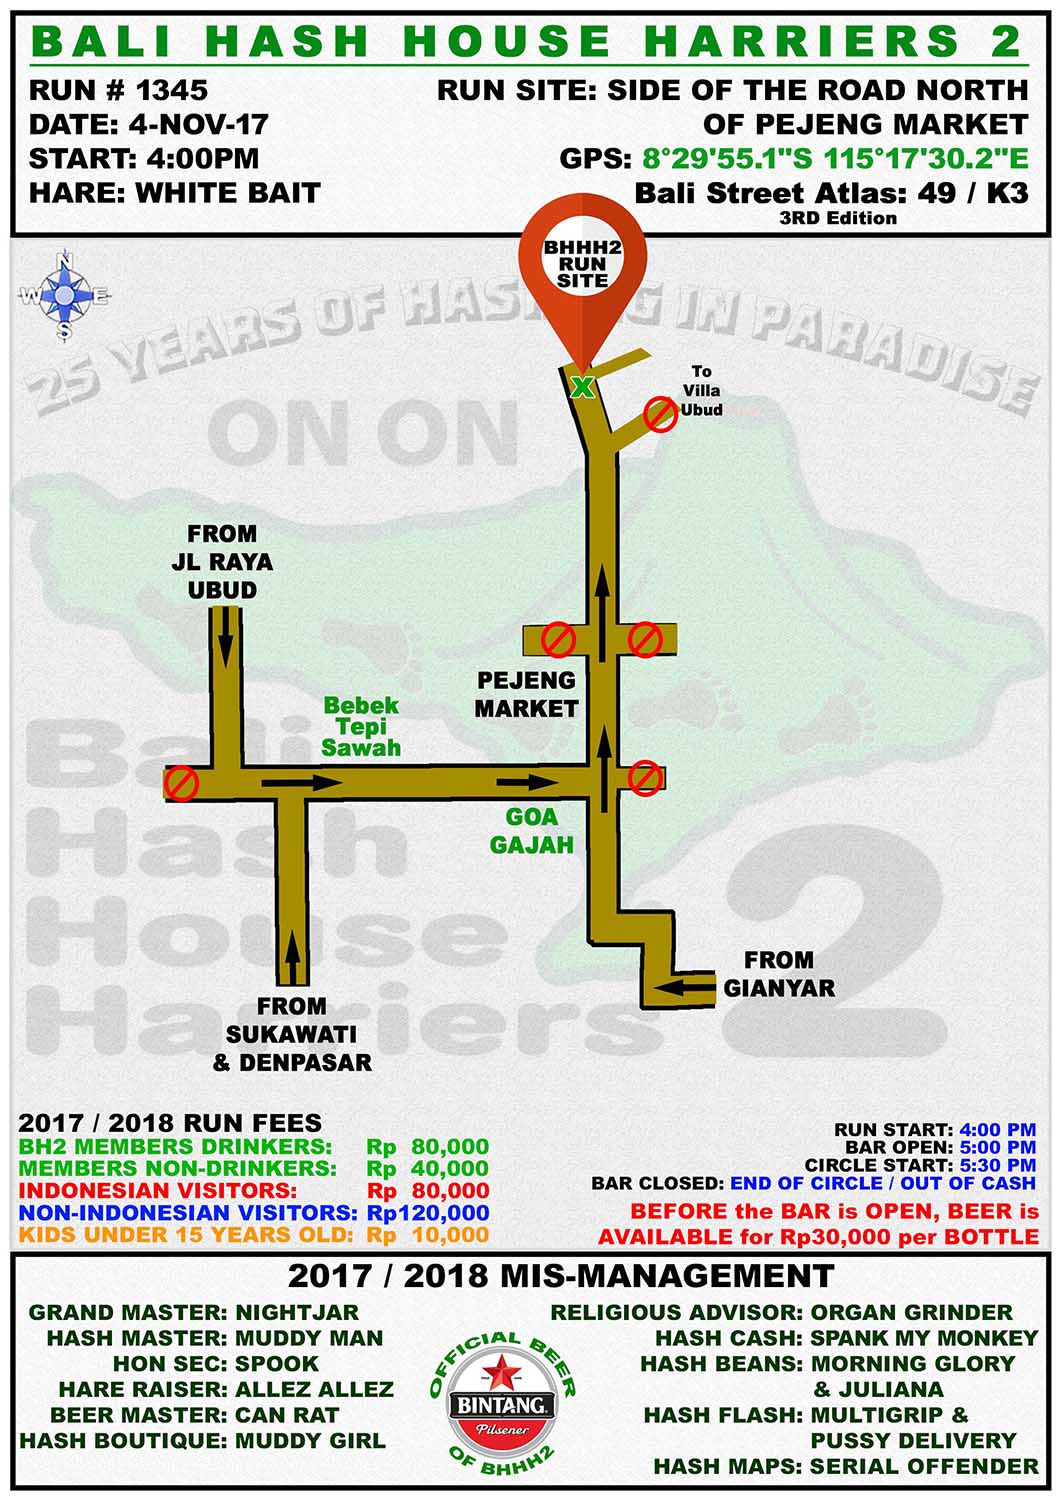 BALI HASH HOUSE HARRIERS 2
RUN # 1345
DATE: 4-NOV-17
START: 4:00PM
HARE: WHITE BAIT
RUN SITE: SIDE OF THE ROAD NORTH
OF PEJENG MARKET
GPS: 8°29'55.1"S 115°17'30.2"E
Bali Street Atlas: 49 / K3
3RD Edition
BHHH2
RUN
SITE
N
W E
S
25 YEARS OF HASHING IN PARADISE
ON ON
To
Villa
Ubud
FROM
JL RAYA
UBUD
PEJENG
MARKET
Bebek
Tepi
Sawah
GOA
GAJAH
Bali
Hash
House
Harriers 2
FROM
GIANYAR
FROM
SUKAWATI
& DENPASAR
2017 / 2018 RUN FEES
BH2 MEMBERS DRINKERS: Rp 80,000
MEMBERS NON-DRINKERS: Rp 40,000
INDONESIAN VISITORS: Rp 80,000
NON-INDONESIAN VISITORS: Rp120,000
KIDS UNDER 15 YEARS OLD: Rp 10,000
RUN START: 4:00 PM
BAR OPEN: 5:00 PM
CIRCLE START: 5:30 PM
BAR CLOSED: END OF CIRCLE / OUT OF CASH
BEFORE the BAR is OPEN, BEER is
AVAILABLE for Rp30,000 per BOTTLE
2017 / 2018 MIS-MANAGEMENT
GRAND MASTER: NIGHTJAR
HASH MASTER: MUDDY MAN
HON SEC: SPOOK
HARE RAISER: ALLEZ ALLEZ
BEER MASTER: CAN RAT
HASH BOUTIQUE: MUDDY GIRL
OFFICIAL BEER
BINTANG
Pilsener
OF BHHH2
RELIGIOUS ADVISOR: ORGAN GRINDER
HASH CASH: SPANK MY MONKEY
HASH BEANS: MORNING GLORY
& JULIANA
HASH FLASH: MULTIGRIP &
PUSSY DELIVERY
HASH MAPS: SERIAL OFFENDER